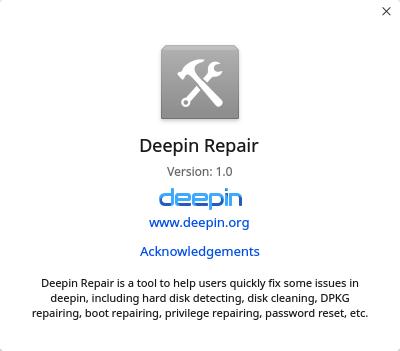 Deepin Repair
Version: 1.0
deepin
www.deepin.org
Acknowledgements
Deepin Repair is a tool to help users quickly fix some issues in
deepin, including hard disk detecting, disk cleaning, DPKG
repairing, boot repairing, privilege repairing, password reset, etc.